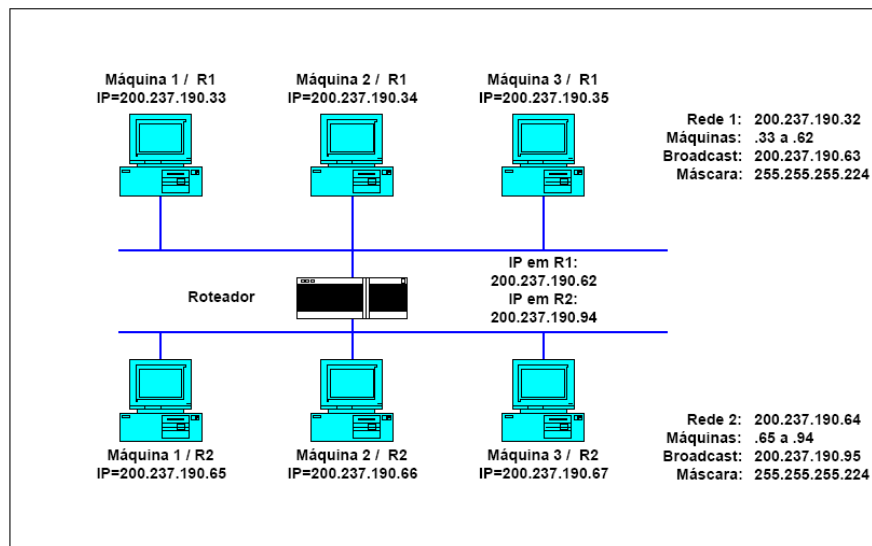 Máquina 1 / R1
IP=200.237.190.33
Máquina 2 / R1
IP=200.237.190.34
Máquina 3 / R1
IP=200.237.190.35
Rede 1: 200.237.190.32
Máquinas: .33 a .62
Broadcast: 200.237.190.63
Máscara: 255.255.255.224
Roteador
IP em R1:
200.237.190.62
IP em R2:
200.237.190.94
Máquina 1 / R2
IP=200.237.190.65
Máquina 2 / R2
IP=200.237.190.66
Máquina 3 / R2
IP=200.237.190.67
Rede 2: 200.237.190.64
Máquinas: .65 a .94
Broadcast: 200.237.190.95
Máscara: 255.255.255.224